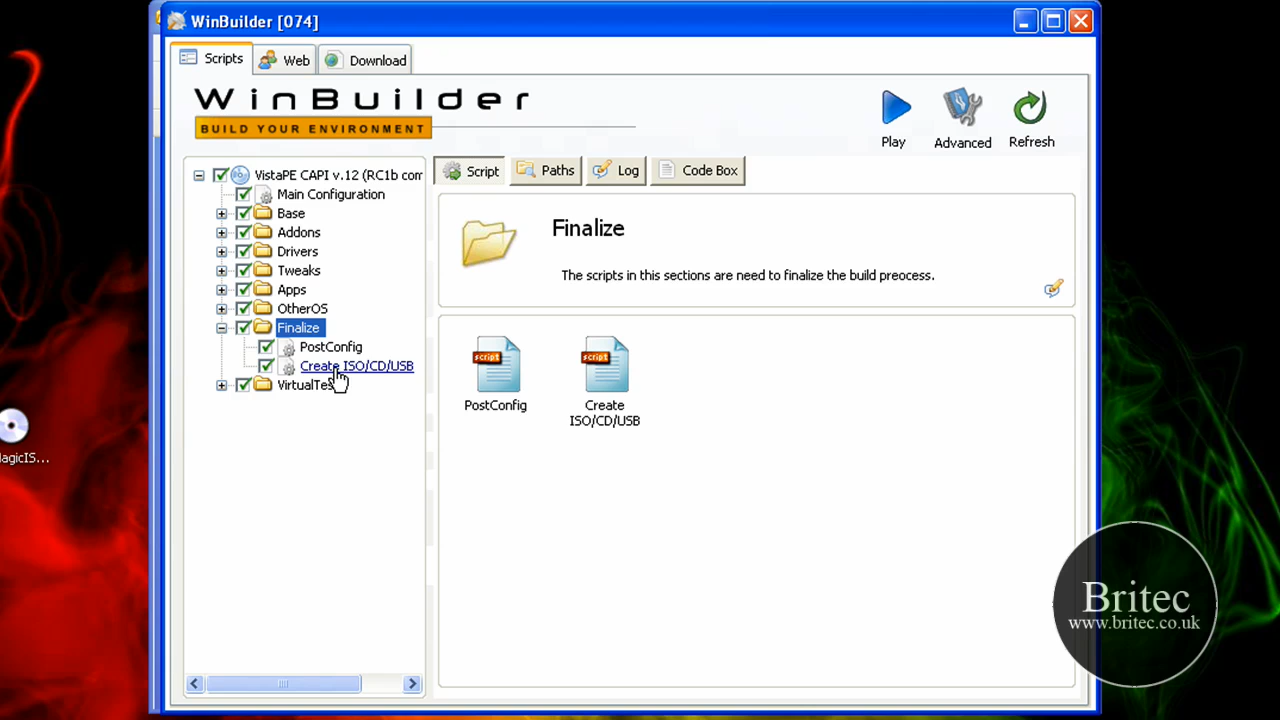 WinBuilder [074]
Scripts
Web
Download
WinBuilder
BUILD YOUR ENVIRONMENT
Play
Advanced
Refresh
Script
Paths
Log
Code Box
VistaPE CAPI v.12 (RC1b com
Main Configuration
Base
Addons
Drivers
Tweaks
Apps
OtherOS
Finalize
PostConfig
Create ISO/CD/USB
Finalize
The scripts in this sections are need to finalize the build preocess.
script
PostConfig
script
Create
ISO/CD/USB
Britec
www.britec.co.uk